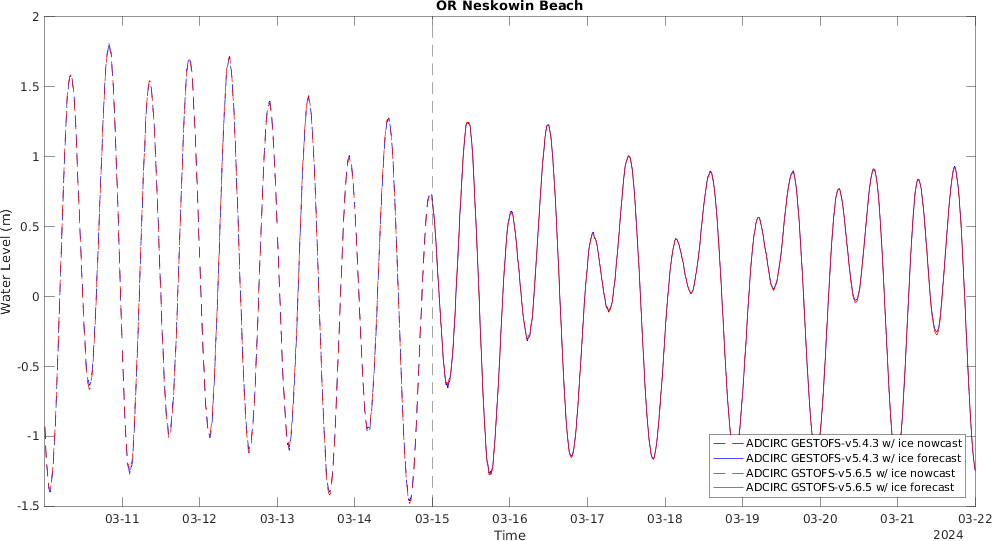 OR Neskowin Beach
2
1.5
1
0.5
0
-0.5
-1
-1.5
Water Level (m)
ADCIRC GESTOFS-v5.4.3 w/ ice nowcast
ADCIRC GESTOFS-v5.4.3 w/ ice forecast
ADCIRC GSTOFS-v5.6.5 w/ ice nowcast
ADCIRC GSTOFS-v5.6.5 w/ ice forecast
03-11 03-12 03-13 03-14 03-15 03-16 03-17 03-18 03-19 03-20 03-21 03-22
Time
2024